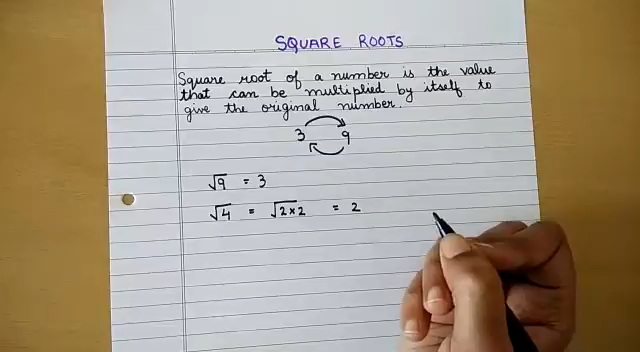 SQUARE ROOTS
Square root of a number is the value
that can be multiplied by itself to
give the original number.
3 9
√9 = 3
√4 = √2×2 = 2